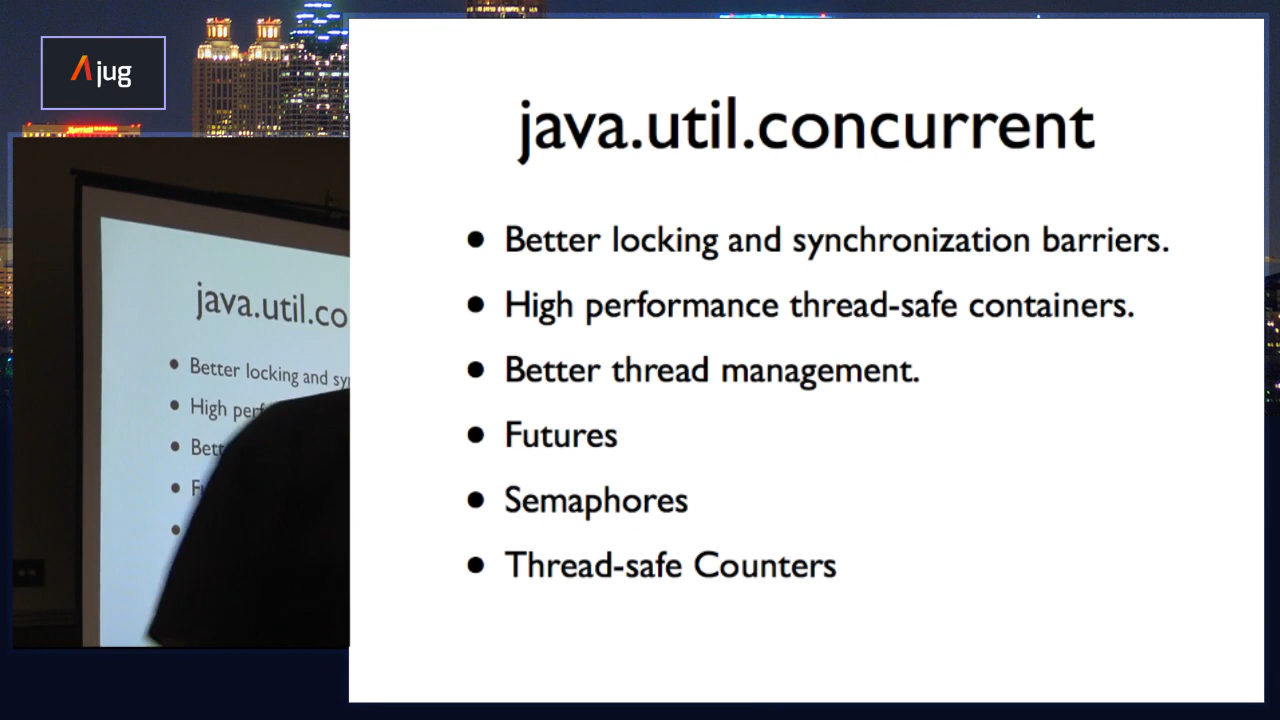 Ajug
java.util.concurrent
• Better locking and synchronization barriers.
• High performance thread-safe containers.
• Better thread management.
• Futures
• Semaphores
• Thread-safe Counters
java.util.co
• Better locking and sy
• High perf
• Bett
• F